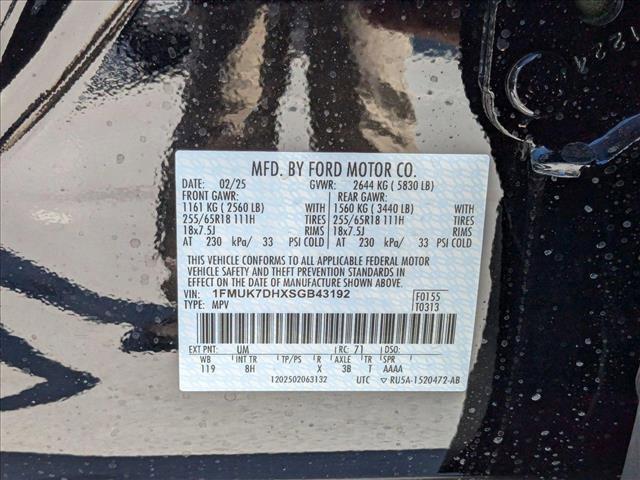 MFD. BY FORD MOTOR CO.
DATE: 02/25 GVWR: 2644 KG ( 5830 LB)
FRONT GAWR: REAR GAWR:
1161 KG ( 2560 LB) WITH 1560 KG ( 3440 LB) WITH
255/65R18 111H TIRES 255/65R18 111H TIRES
18x7.5J RIMS 18x7.5J RIMS
AT 230 kPa/ 33 PSI COLD AT 230 kPa/ 33 PSI COLD
THIS VEHICLE CONFORMS TO ALL APPLICABLE FEDERAL MOTOR
VEHICLE SAFETY AND THEFT PREVENTION STANDARDS IN
EFFECT ON THE DATE OF MANUFACTURE SHOWN ABOVE.
VIN: 1FMUK7DHXSGB43192 F0155
TYPE: MPV T0313
EXT PNT: UM RC: 71 DSO:
WB INT TR TP/PS R AXLE TR SPR
119 8H X 3B T AAAA
1202502063132 UTC RU5A-1520472-AB